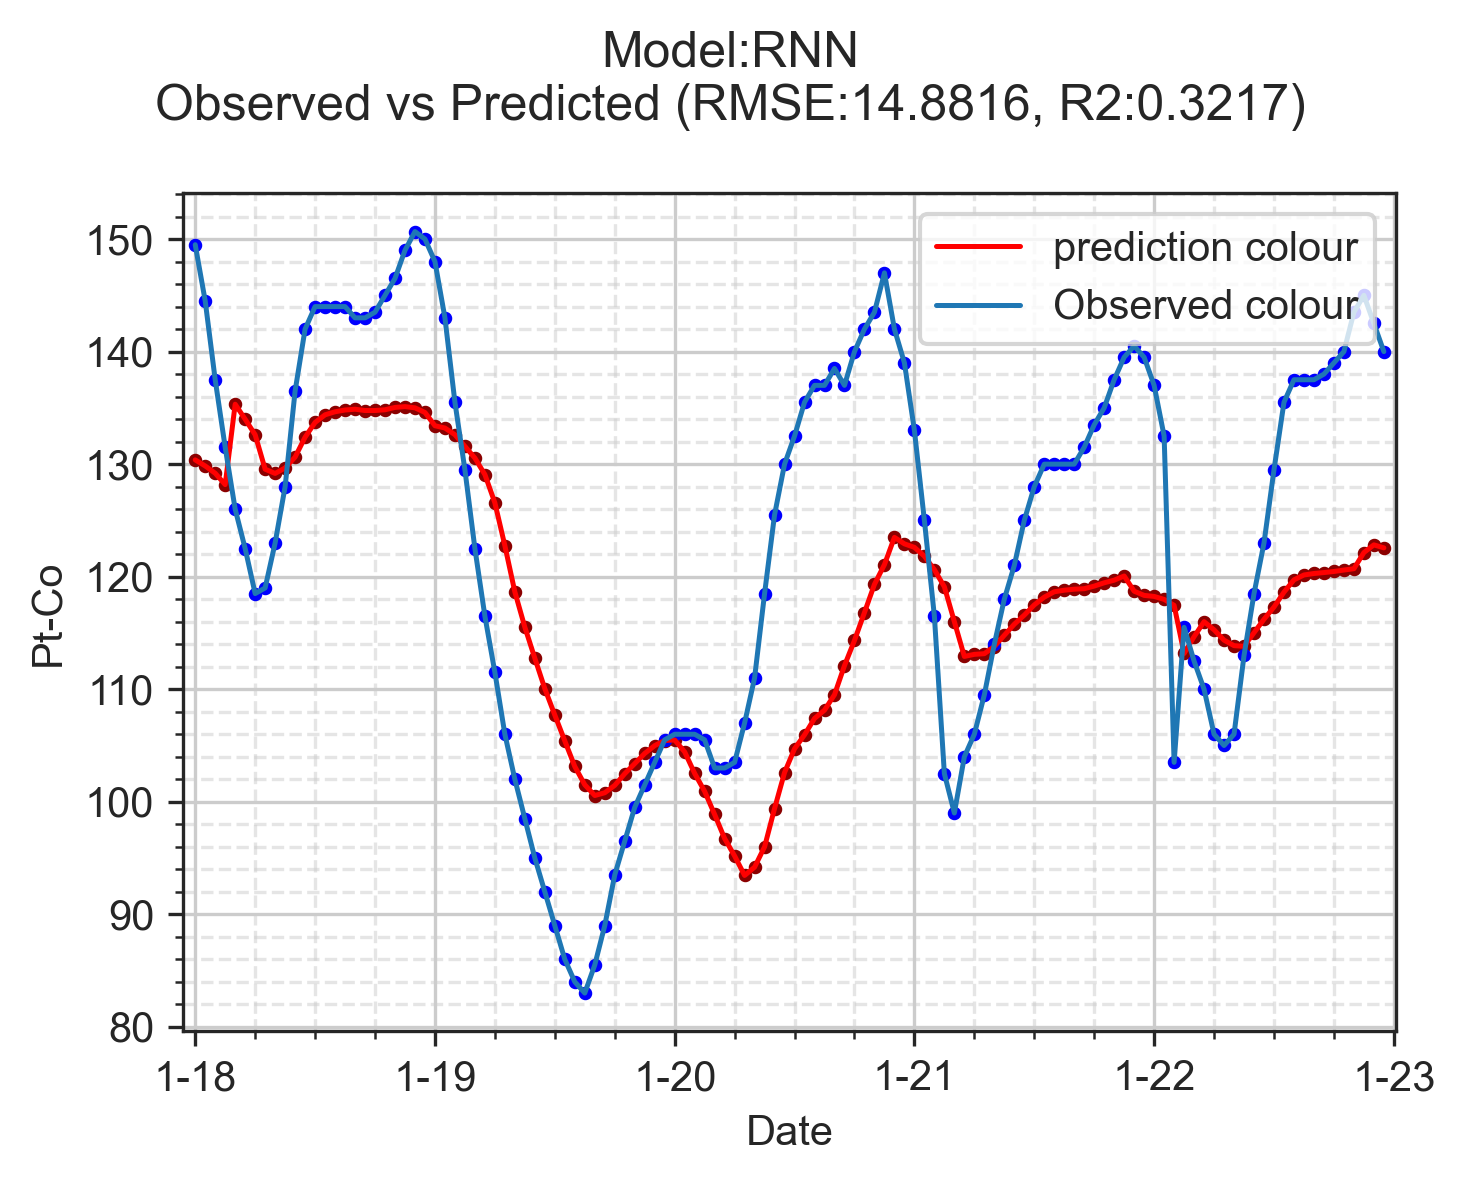 Model:RNN
Observed vs Predicted (RMSE:14.8816, R2:0.3217)
prediction colour
Observed colour
150
140
130
120
110
100
90
80
Pt-Co
1-18
1-19
1-20
1-21
1-22
1-23
Date